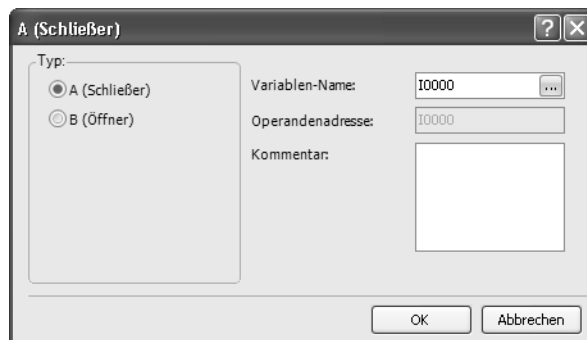 A (Schließer)
Typ:
A (Schließer)
B (Öffner)
Variablen-Name:
I0000
...
Operandenadresse:
I0000
Kommentar:
OK
Abbrechen